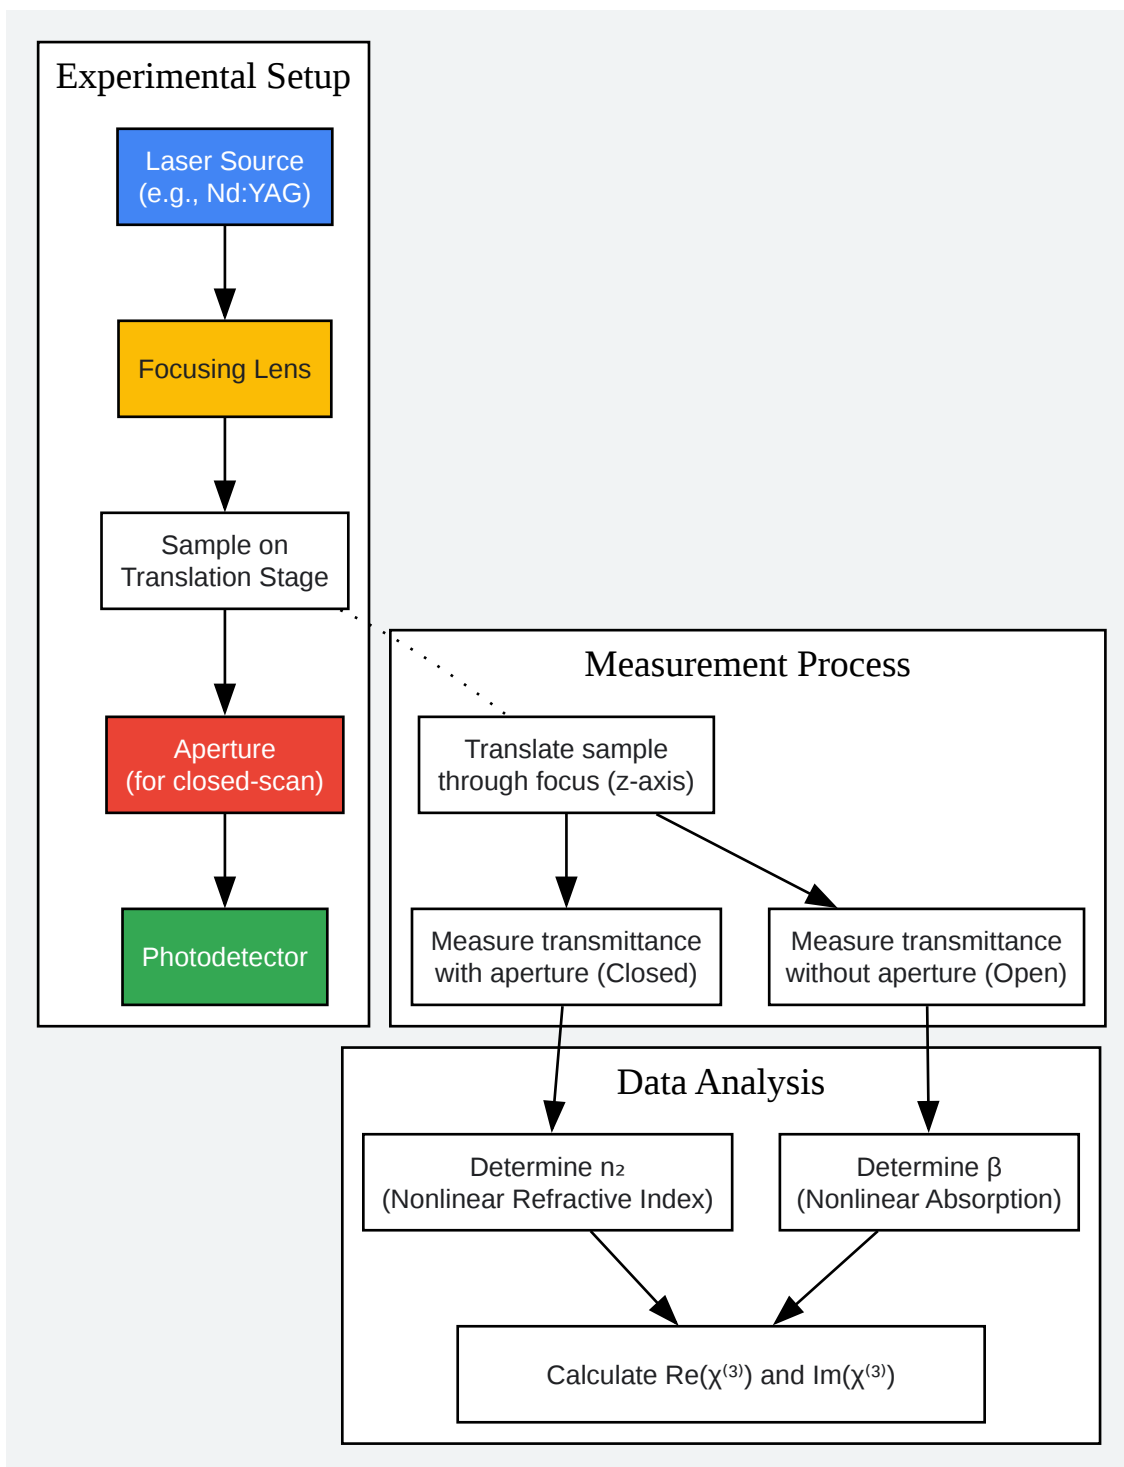 Experimental Setup
Laser Source
(e.g., Nd:YAG)
Focusing Lens
Sample on
Translation Stage
Aperture
(for closed-scan)
Photodetector
Measurement Process
Translate sample
through focus (z-axis)
Measure transmittance
with aperture (Closed)
Measure transmittance
without aperture (Open)
Data Analysis
Determine n₂
(Nonlinear Refractive Index)
Determine β
(Nonlinear Absorption)
Calculate Re(χ⁽³⁾) and Im(χ⁽³⁾)